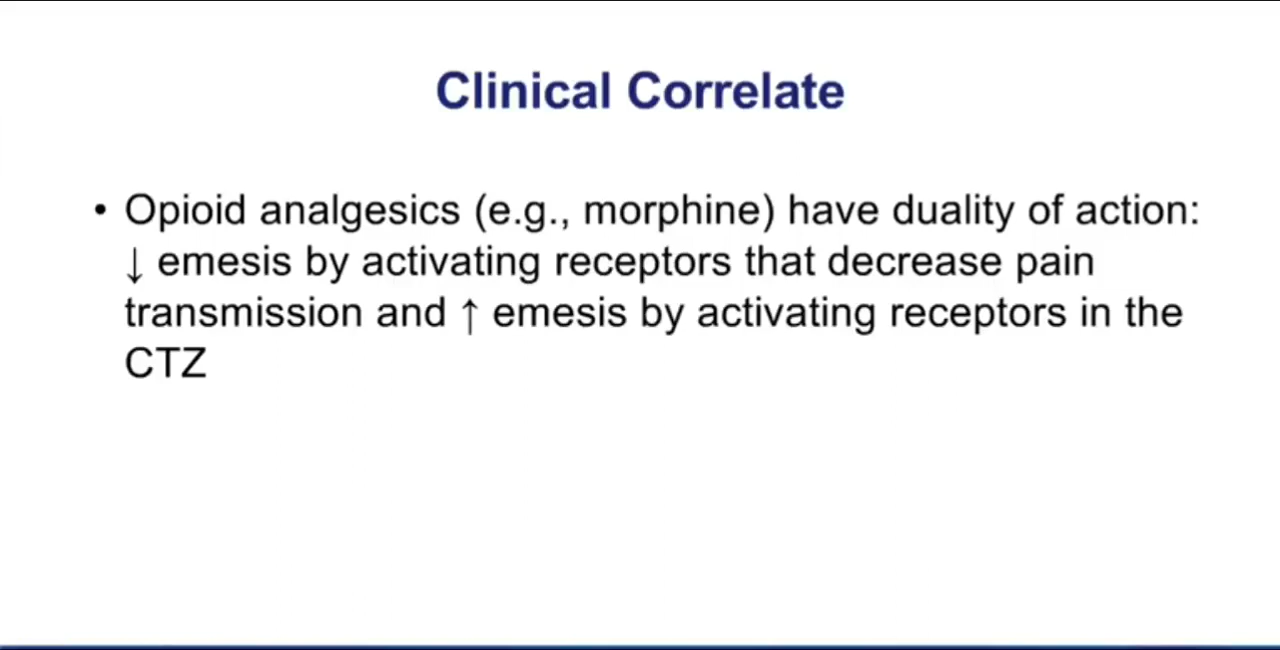 Clinical Correlate
• Opioid analgesics (e.g., morphine) have duality of action:
↓ emesis by activating receptors that decrease pain
transmission and ↑ emesis by activating receptors in the
CTZ